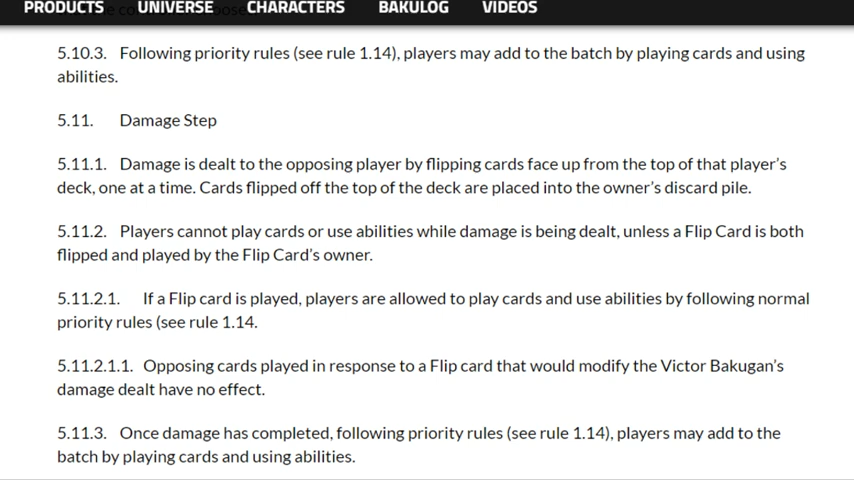 PRODUCTS UNIVERSE CHARACTERS BAKULOG VIDEOS
5.10.3. Following priority rules (see rule 1.14), players may add to the batch by playing cards and using
abilities.
5.11. Damage Step
5.11.1. Damage is dealt to the opposing player by flipping cards face up from the top of that player's
deck, one at a time. Cards flipped off the top of the deck are placed into the owner's discard pile.
5.11.2. Players cannot play cards or use abilities while damage is being dealt, unless a Flip Card is both
flipped and played by the Flip Card's owner.
5.11.2.1. If a Flip card is played, players are allowed to play cards and use abilities by following normal
priority rules (see rule 1.14.
5.11.2.1.1. Opposing cards played in response to a Flip card that would modify the Victor Bakugan's
damage dealt have no effect.
5.11.3. Once damage has completed, following priority rules (see rule 1.14), players may add to the
batch by playing cards and using abilities.